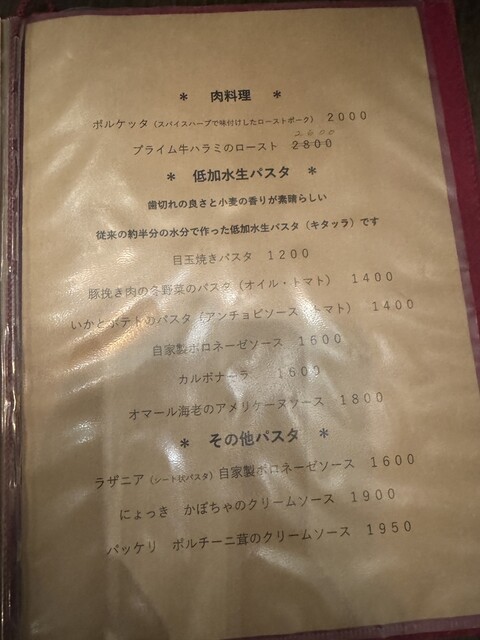 ＊ 肉料理 ＊
ポルケッタ（スパイスハーブで味付けしたローストポーク） 2000
2600
プライム牛ハラミのロースト 2800
＊ 低加水生パスタ ＊
歯切れの良さと小麦の香りが素晴らしい
従来の約半分の水分で作った低加水生パスタ（キタッラ）です
目玉焼きパスタ 1200
豚挽き肉の冬野菜のパスタ（オイル・トマト） 1400
いかとポテトのパスタ（アンチョビソース・トマト） 1400
自家製ボロネーゼソース 1600
カルボナーラ 1600
オマール海老のアメリケーヌソース 1800
＊ その他パスタ ＊
ラザニア（シート状パスタ）自家製ボロネーゼソース 1600
にょっき かぼちゃのクリームソース 1900
パッケリ ポルチーニ茸のクリームソース 1950